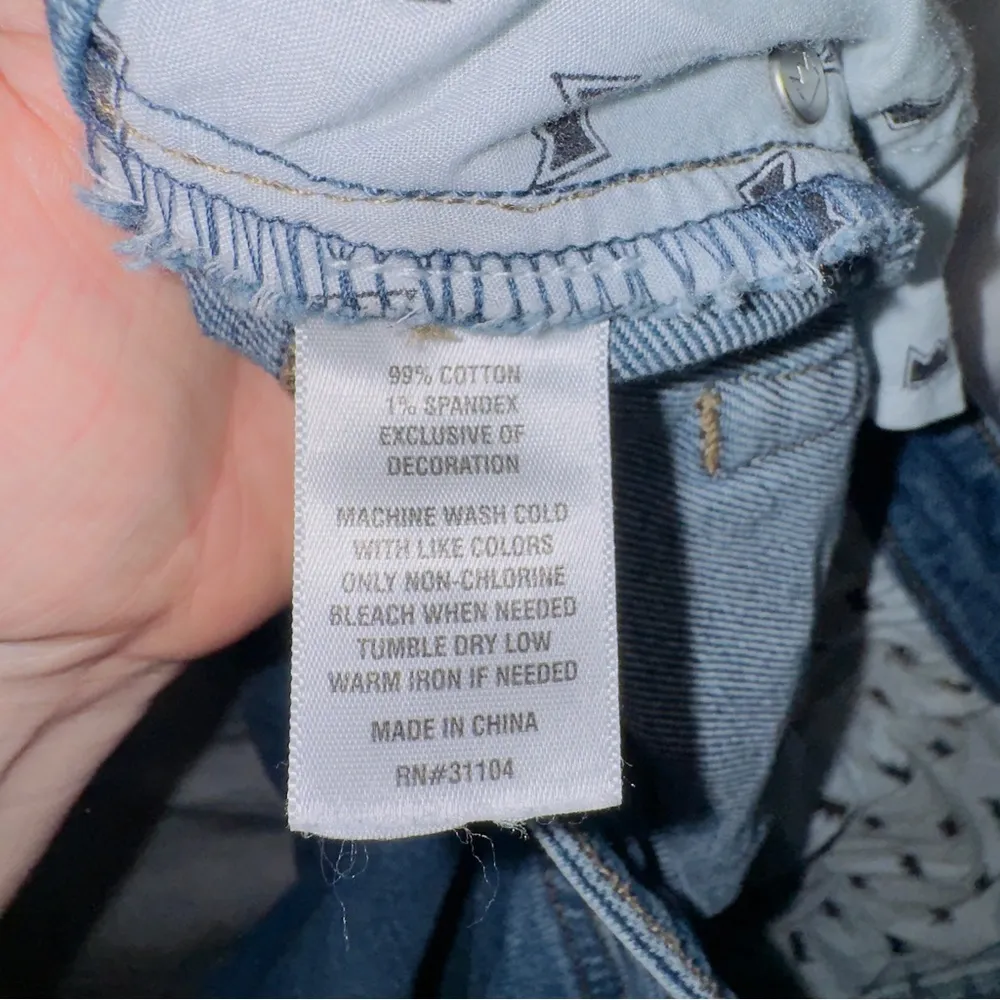 99% COTTON
1% SPANDEX
EXCLUSIVE OF
DECORATION
MACHINE WASH COLD
WITH LIKE COLORS
ONLY NON-CHLORINE
BLEACH WHEN NEEDED
TUMBLE DRY LOW
WARM IRON IF NEEDED
MADE IN CHINA
RN#31104